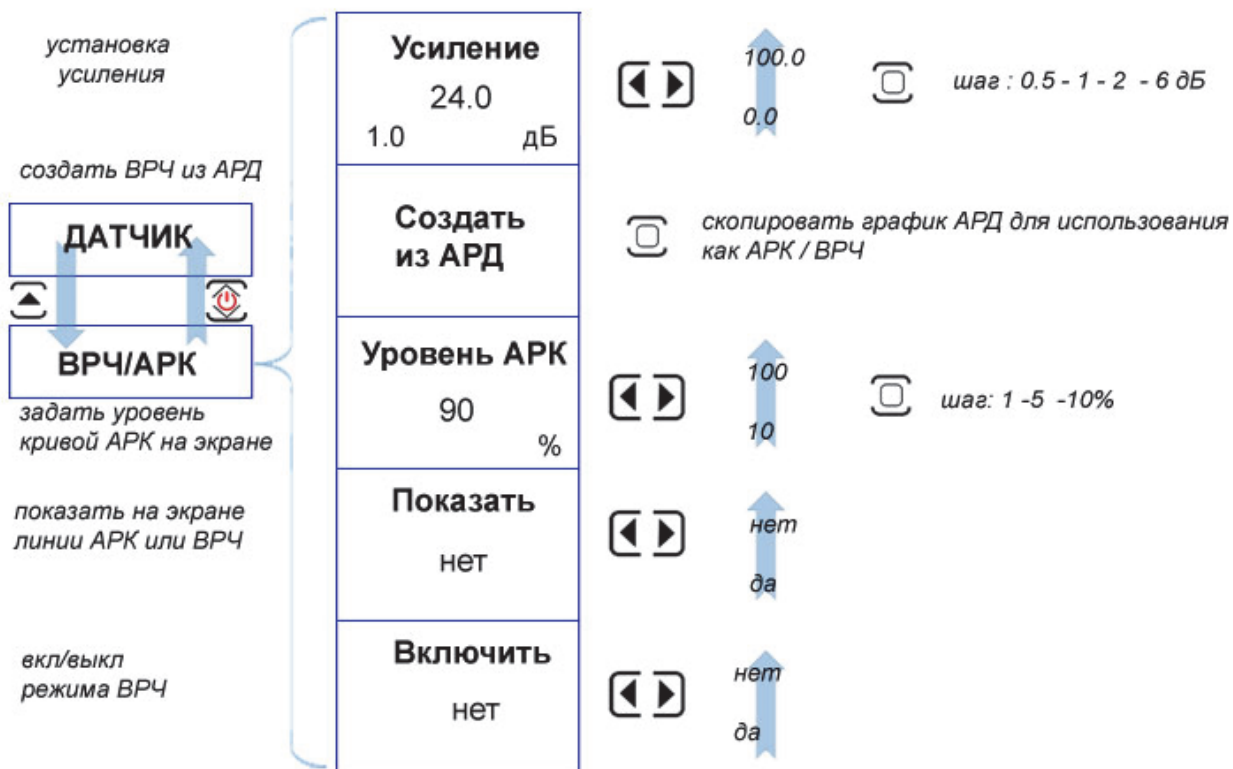 установка
усиления
Усиление
24.0
1.0 дБ
100.0
0.0
шаг : 0.5 - 1 - 2 - 6 дБ
создать ВРЧ из АРД
ДАТЧИК
ВРЧ/АРК
Создать
из АРД
скопировать график АРД для использования
как АРК / ВРЧ
задать уровень
кривой АРК на экране
Уровень АРК
90
%
100
10
шаг: 1 -5 -10%
показать на экране
линии АРК или ВРЧ
Показать
нет
нет
да
вкл/выкл
режима ВРЧ
Включить
нет
нет
да